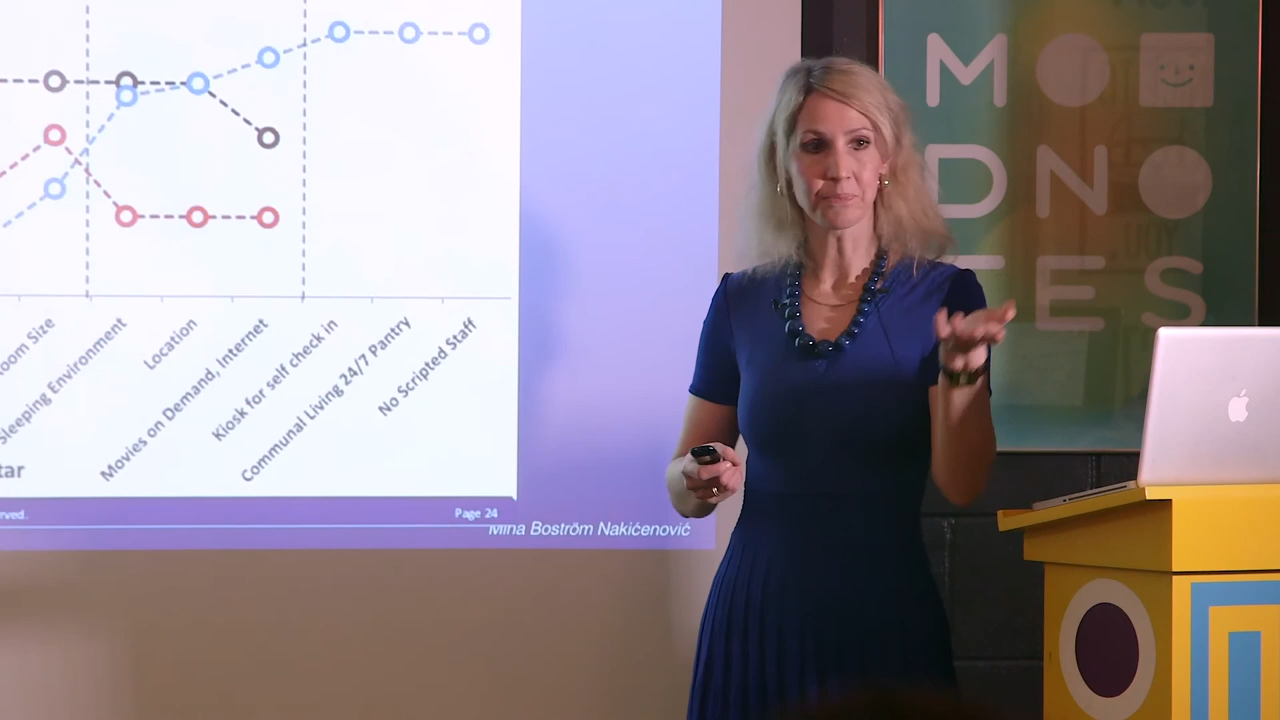 oom Size
Sleeping Environment
Location
Movies on Demand, Internet
Kiosk for self check in
Communal Living 24/7 Pantry
No Scripted Staff
tar
rved.
Page 24
Mina Boström Nakićenović
M
DN
ES